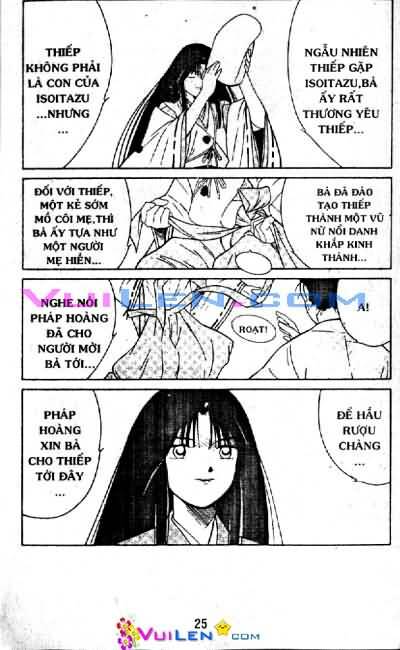 THIẾP
KHÔNG PHẢI
LÀ CON CỦA
ISOITAZU
...NHƯNG
...
NGẪU NHIÊN
THIẾP GẶP
ISOITAZU,BÀ
ẤY RẤT
THƯƠNG YÊU
THIẾP...
ĐỐI VỚI THIẾP,
MỘT KẺ SỚM
MỒ CÔI MẸ,THÌ
BÀ ẤY TỰA NHƯ
MỘT NGƯỜI
MẸ HIỀN...
BÀ ĐÃ ĐÀO
TẠO THIẾP
THÀNH MỘT VŨ
NỮ NỔI DANH
KHẮP KINH
THÀNH...
VUILEN.COM
NGHE NÓI
PHÁP HOÀNG
ĐÃ CHO
NGƯỜI MỜI
BÀ TỚI...
ROẠT!
A!
PHÁP
HOÀNG
XIN BÀ
CHO THIẾP
TỚI ĐÂY
...
ĐỂ HẦU
RƯỢU
CHÀNG
...
25
VUILEN
.COM